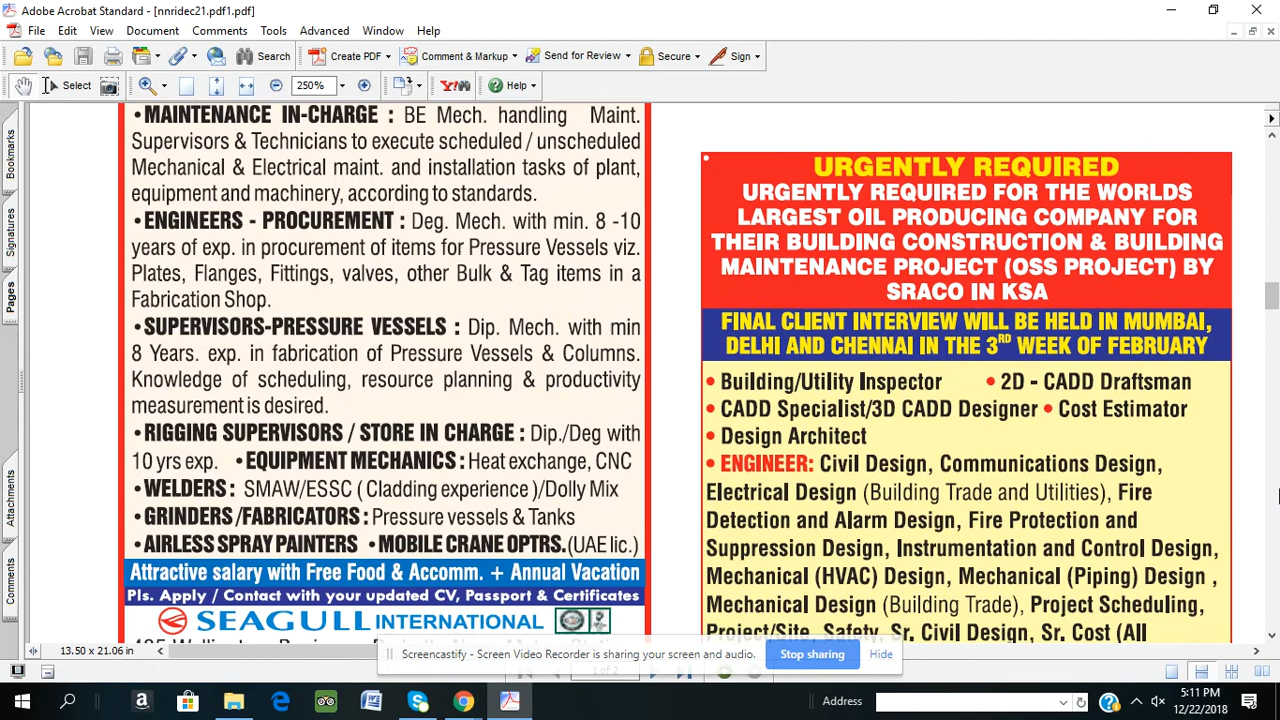 Adobe Acrobat Standard - [nnridec21.pdf1.pdf]
File Edit View Document Comments Tools Advanced Window Help
Search Create PDF Comment & Markup Send for Review Secure Sign
Select 250% Y! Help
Bookmarks
Signatures
Pages
Attachments
Comments
•MAINTENANCE IN-CHARGE : BE Mech. handling Maint.
Supervisors & Technicians to execute scheduled / unscheduled
Mechanical & Electrical maint. and installation tasks of plant,
equipment and machinery, according to standards.
•ENGINEERS - PROCUREMENT : Deg. Mech. with min. 8 -10
years of exp. in procurement of items for Pressure Vessels viz.
Plates, Flanges, Fittings, valves, other Bulk & Tag items in a
Fabrication Shop.
•SUPERVISORS-PRESSURE VESSELS : Dip. Mech. with min
8 Years. exp. in fabrication of Pressure Vessels & Columns.
Knowledge of scheduling, resource planning & productivity
measurement is desired.
•RIGGING SUPERVISORS / STORE IN CHARGE : Dip./Deg with
10 yrs exp. •EQUIPMENT MECHANICS : Heat exchange, CNC
•WELDERS : SMAW/ESSC ( Cladding experience )/Dolly Mix
•GRINDERS /FABRICATORS : Pressure vessels & Tanks
•AIRLESS SPRAY PAINTERS •MOBILE CRANE OPTRS. (UAE lic.)
Attractive salary with Free Food & Accomm. + Annual Vacation
Pls. Apply / Contact with your updated CV, Passport & Certificates
SEAGULL INTERNATIONAL
URGENTLY REQUIRED
URGENTLY REQUIRED FOR THE WORLDS
LARGEST OIL PRODUCING COMPANY FOR
THEIR BUILDING CONSTRUCTION & BUILDING
MAINTENANCE PROJECT (OSS PROJECT) BY
SRACO IN KSA
FINAL CLIENT INTERVIEW WILL BE HELD IN MUMBAI,
DELHI AND CHENNAI IN THE 3RD WEEK OF FEBRUARY
• Building/Utility Inspector • 2D - CADD Draftsman
• CADD Specialist/3D CADD Designer • Cost Estimator
• Design Architect
• ENGINEER: Civil Design, Communications Design,
Electrical Design (Building Trade and Utilities), Fire
Detection and Alarm Design, Fire Protection and
Suppression Design, Instrumentation and Control Design,
Mechanical (HVAC) Design, Mechanical (Piping) Design ,
Mechanical Design (Building Trade), Project Scheduling,
Project/Site, Safety, Sr. Civil Design, Sr. Cost (All
13.50 x 21.06 in
Screencastify - Screen Video Recorder is sharing your screen and audio. Stop sharing Hide
1 of 2
Address
5:11 PM
12/22/2018